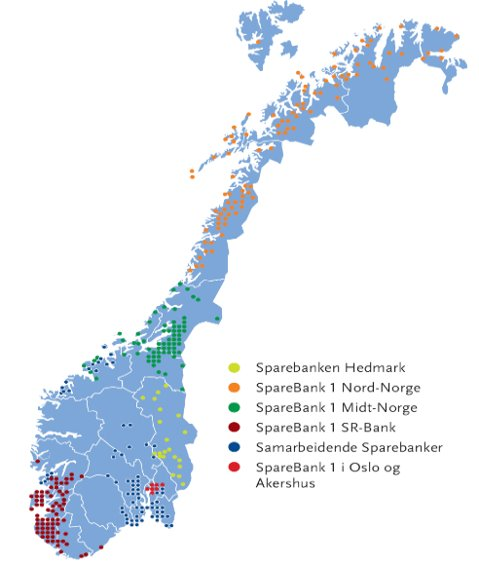 Sparebanken Hedmark
SpareBank 1 Nord-Norge
SpareBank 1 Midt-Norge
SpareBank 1 SR-Bank
Samarbeidende Sparebanker
SpareBank 1 i Oslo og
Akershus